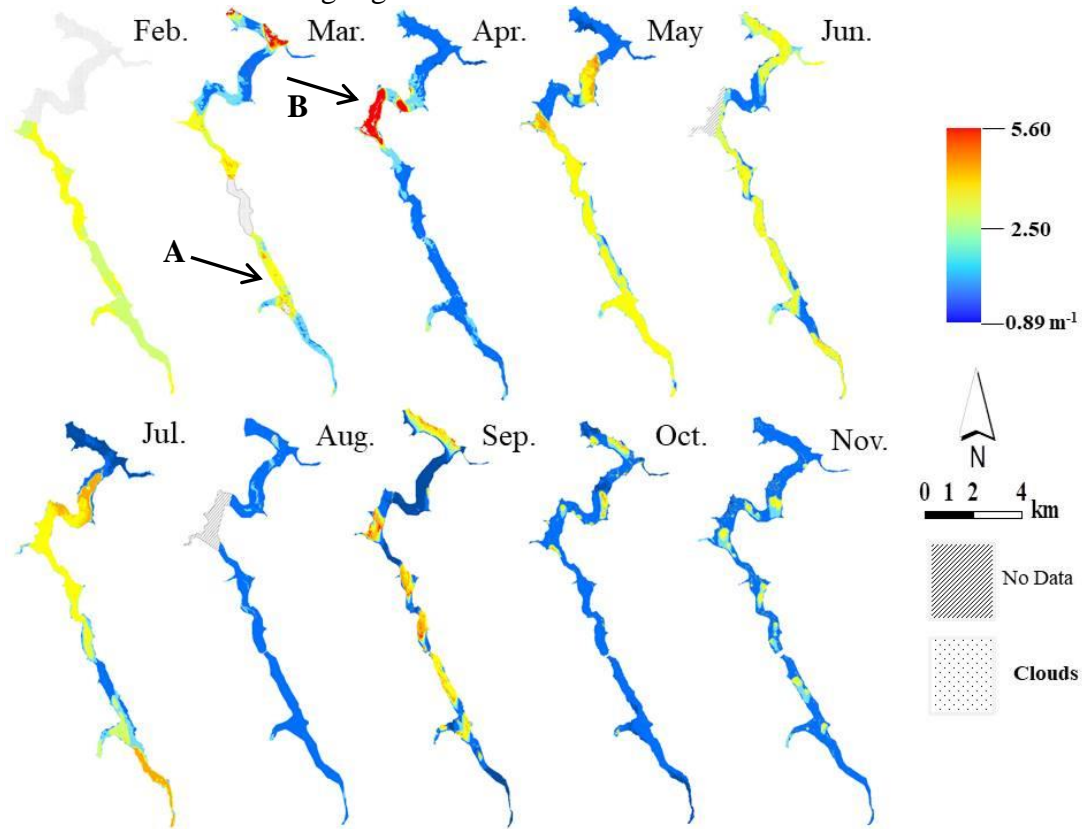 Feb.
Mar.
Apr.
May
Jun.
B
A
5.60
2.50
0.89 m-1
N
0 1 2 4
km
No Data
Clouds
Jul.
Aug.
Sep.
Oct.
Nov.